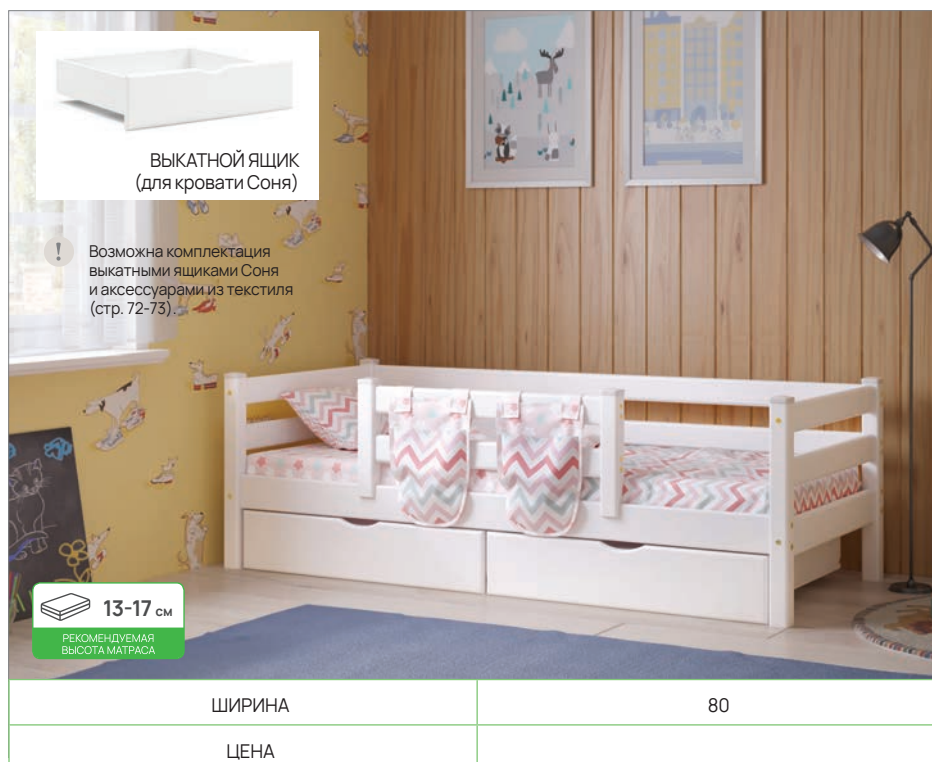 ВЫКАТНОЙ ЯЩИК
(для кровати Соня)
! Возможна комплектация
выкатными ящиками Соня
и аксессуарами из текстиля
(стр. 72-73).
13-17 см
РЕКОМЕНДУЕМАЯ
ВЫСОТА МАТРАСА
ШИРИНА 80
ЦЕНА